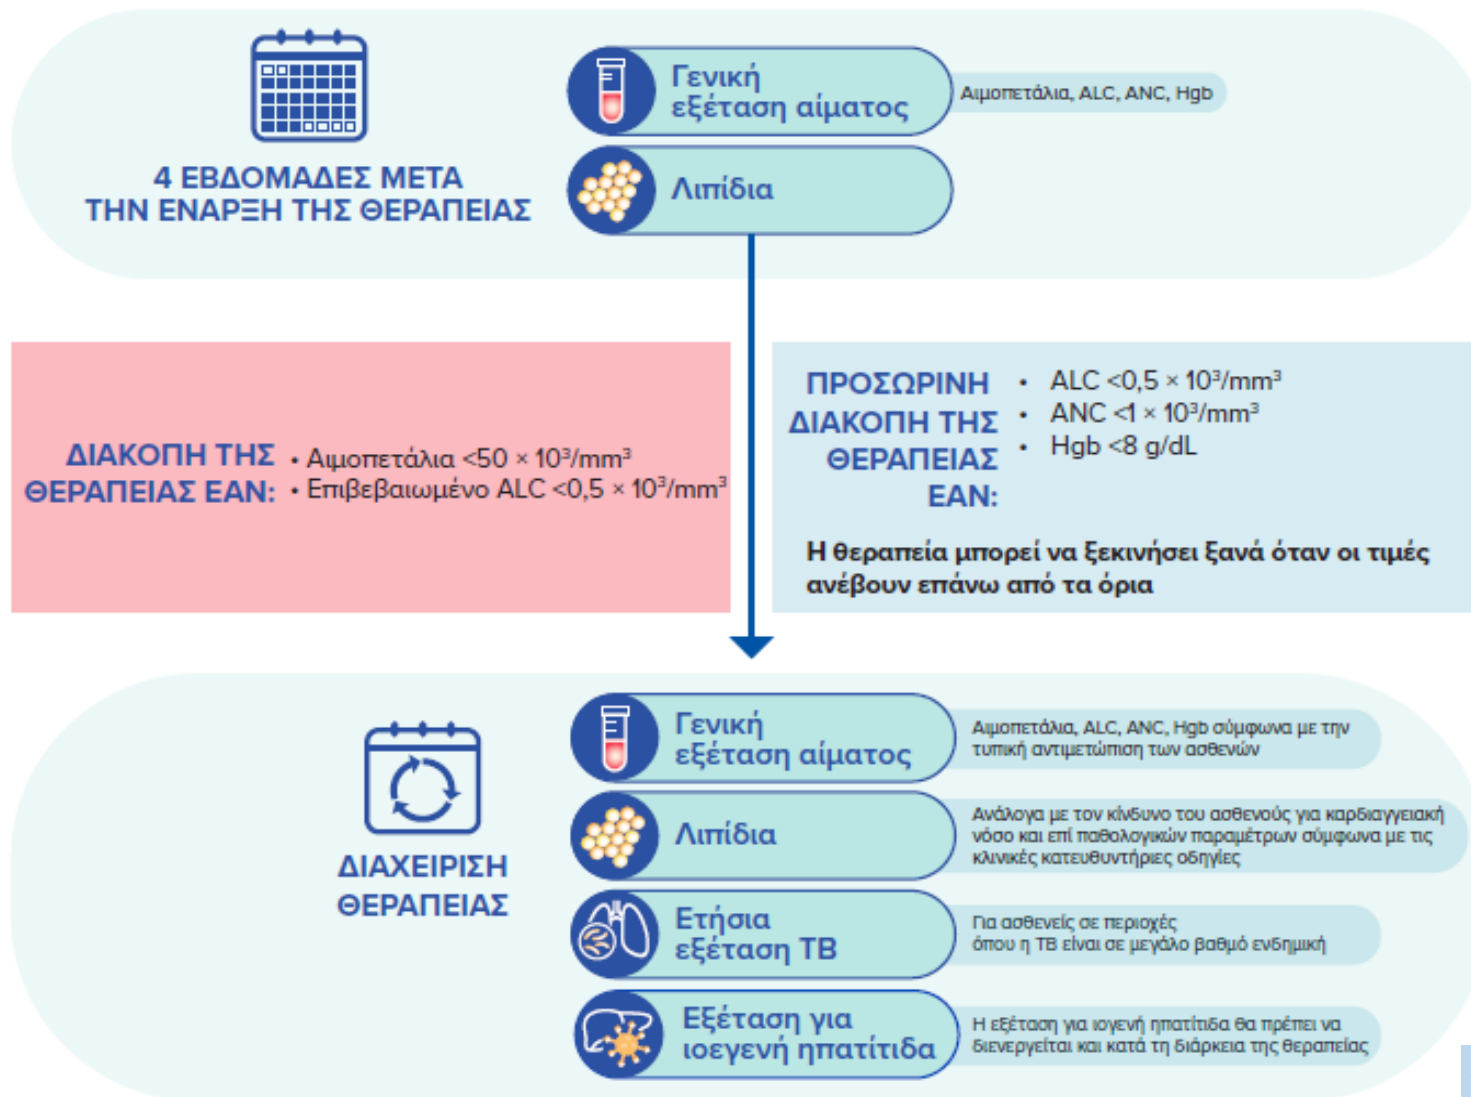 4 ΕΒΔΟΜΑΔΕΣ ΜΕΤΑ
ΤΗΝ ΕΝΑΡΞΗ ΤΗΣ ΘΕΡΑΠΕΙΑΣ
Γενική
εξέταση αίματος
Αιμοπετάλια, ALC, ANC, Hgb
Λιπίδια
ΔΙΑΚΟΠΗ ΤΗΣ
ΘΕΡΑΠΕΙΑΣ ΕΑΝ:
• Αιμοπετάλια <50 × 10³/mm³
• Επιβεβαιωμένο ALC <0,5 × 10³/mm³
ΠΡΟΣΩΡΙΝΗ
ΔΙΑΚΟΠΗ ΤΗΣ
ΘΕΡΑΠΕΙΑΣ
ΕΑΝ:
• ALC <0,5 × 10³/mm³
• ANC <1 × 10³/mm³
• Hgb <8 g/dL
Η θεραπεία μπορεί να ξεκινήσει ξανά όταν οι τιμές
ανέβουν επάνω από τα όρια
ΔΙΑΧΕΙΡΙΣΗ
ΘΕΡΑΠΕΙΑΣ
Γενική
εξέταση αίματος
Αιμοπετάλια, ALC, ANC, Hgb σύμφωνα με την
τυπική αντιμετώπιση των ασθενών
Λιπίδια
Ανάλογα με τον κίνδυνο του ασθενούς για καρδιαγγειακή
νόσο και επί παθολογικών παραμέτρων σύμφωνα με τις
κλινικές κατευθυντήριες οδηγίες
Ετήσια
εξέταση TB
Για ασθενείς σε περιοχές
όπου η TB είναι σε μεγάλο βαθμό ενδημική
Εξέταση για
ιοεγενή ηπατίτιδα
Η εξέταση για ιογενή ηπατίτιδα θα πρέπει να
διενεργείται και κατά τη διάρκεια της θεραπείας